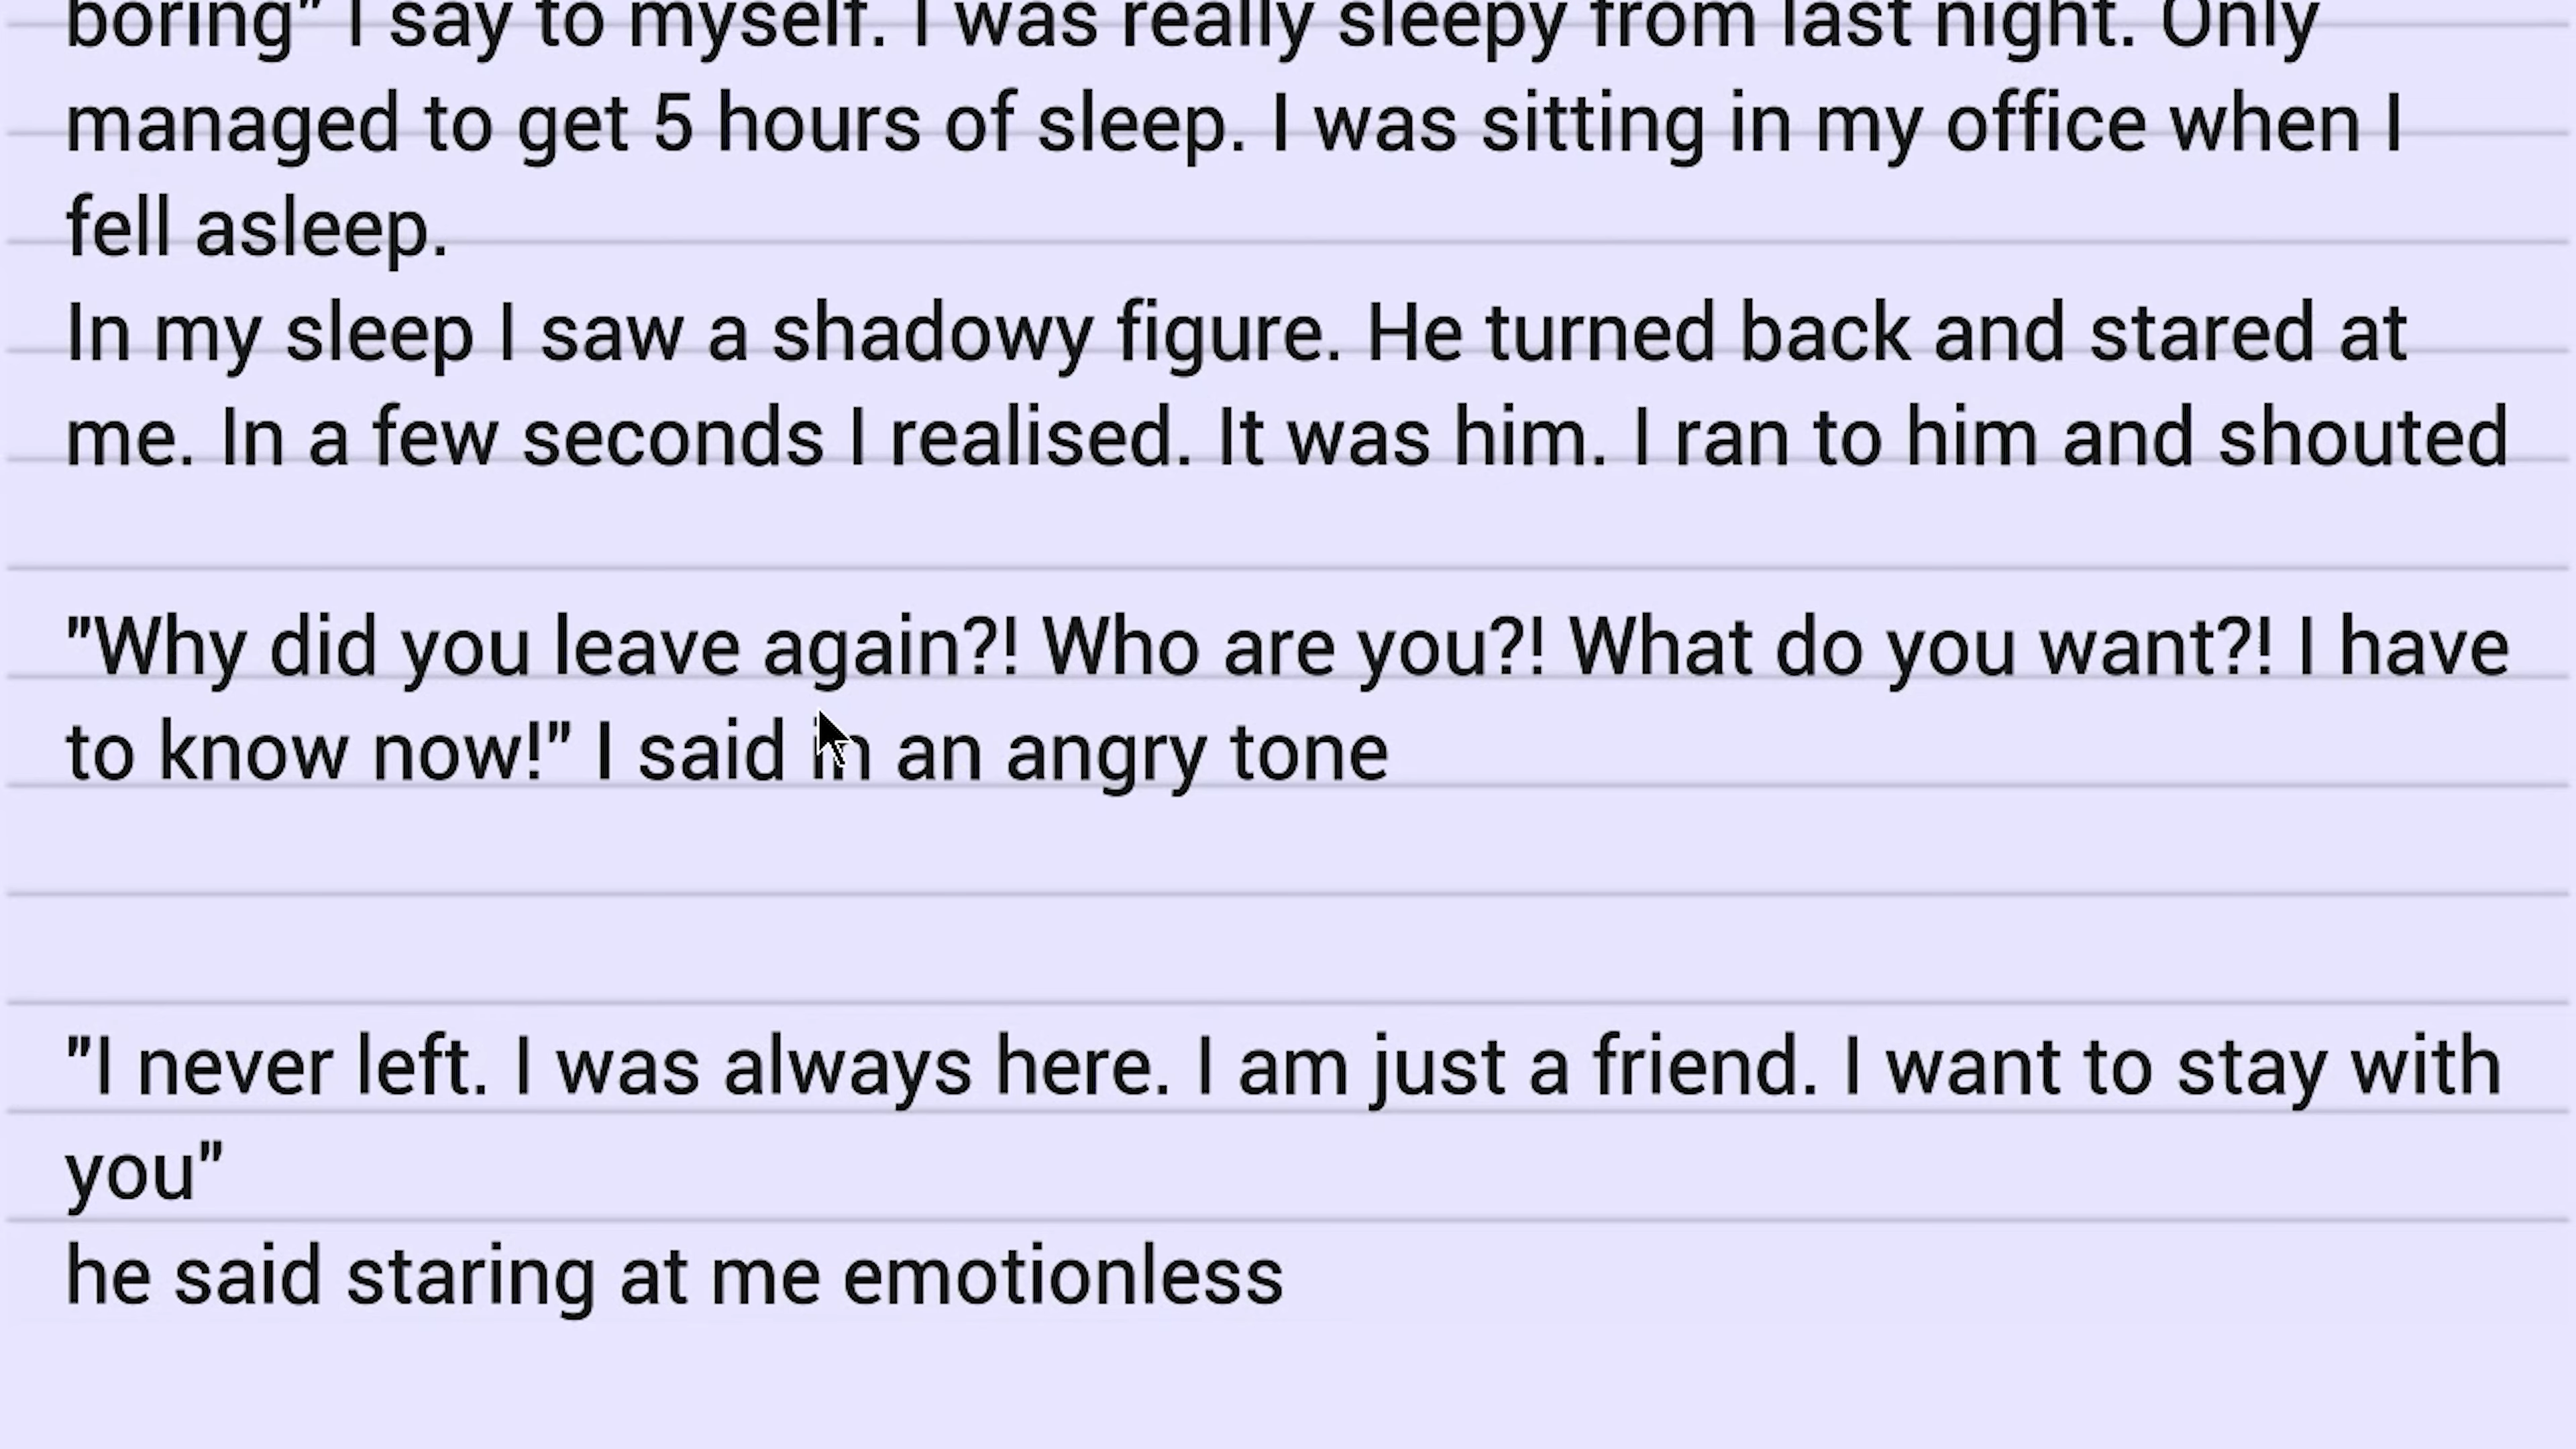 boring" I say to myself. I was really sleepy from last night. Only
managed to get 5 hours of sleep. I was sitting in my office when I
fell asleep.
In my sleep I saw a shadowy figure. He turned back and stared at
me. In a few seconds I realised. It was him. I ran to him and shouted
"Why did you leave again?! Who are you?! What do you want?! I have
to know now!" I said in an angry tone
"I never left. I was always here. I am just a friend. I want to stay with
you"
he said staring at me emotionless